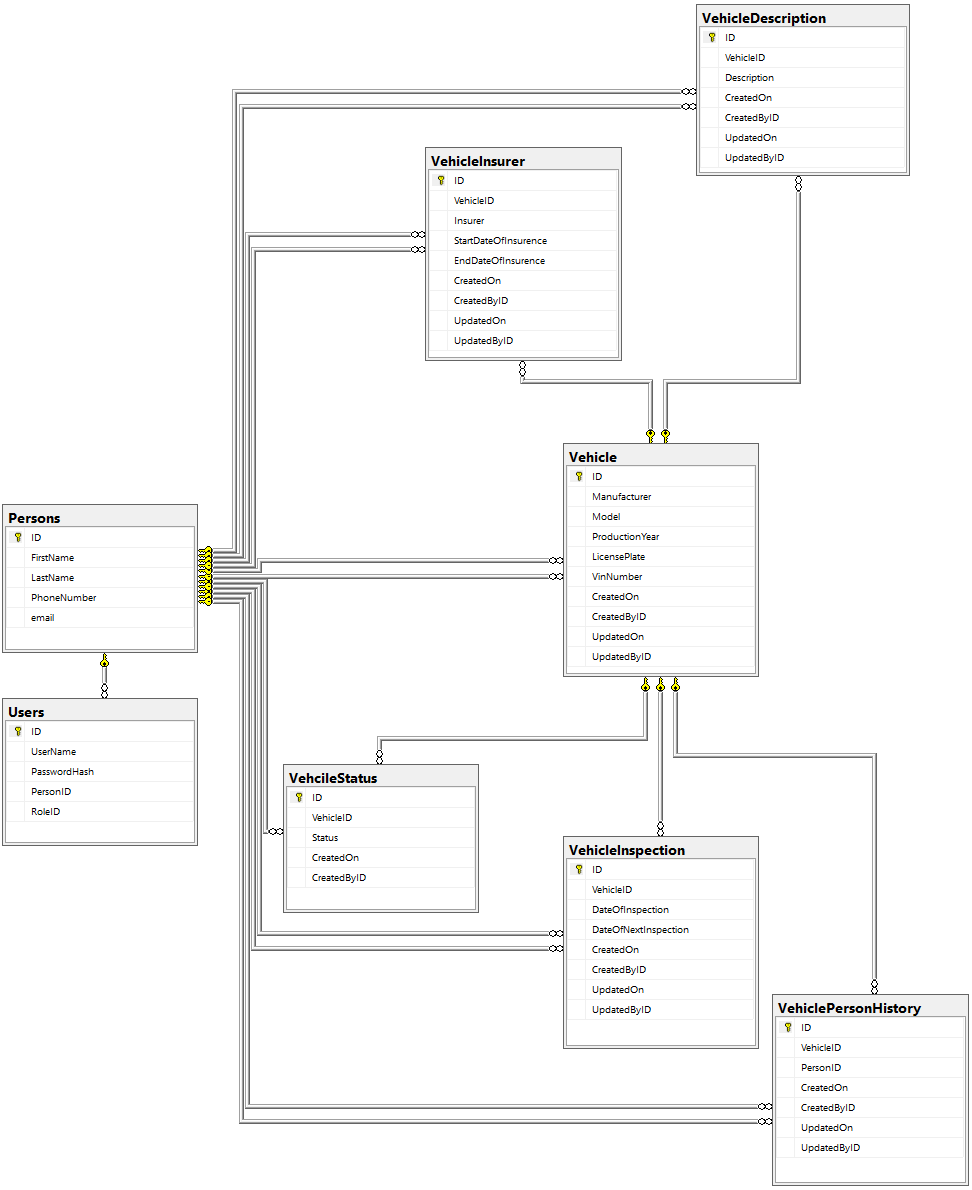 VehicleDescription
ID
VehicleID
Description
CreatedOn
CreatedByID
UpdatedOn
UpdatedByID
VehicleInsurer
ID
VehicleID
Insurer
StartDateOfInsurence
EndDateOfInsurence
CreatedOn
CreatedByID
UpdatedOn
UpdatedByID
Vehicle
ID
Manufacturer
Model
ProductionYear
LicensePlate
VinNumber
CreatedOn
CreatedByID
UpdatedOn
UpdatedByID
Persons
ID
FirstName
LastName
PhoneNumber
email
Users
ID
UserName
PasswordHash
PersonID
RoleID
VehcileStatus
ID
VehicleID
Status
CreatedOn
CreatedByID
VehicleInspection
ID
VehicleID
DateOfInspection
DateOfNextInspection
CreatedOn
CreatedByID
UpdatedOn
UpdatedByID
VehiclePersonHistory
ID
VehicleID
PersonID
CreatedOn
CreatedByID
UpdatedOn
UpdatedByID